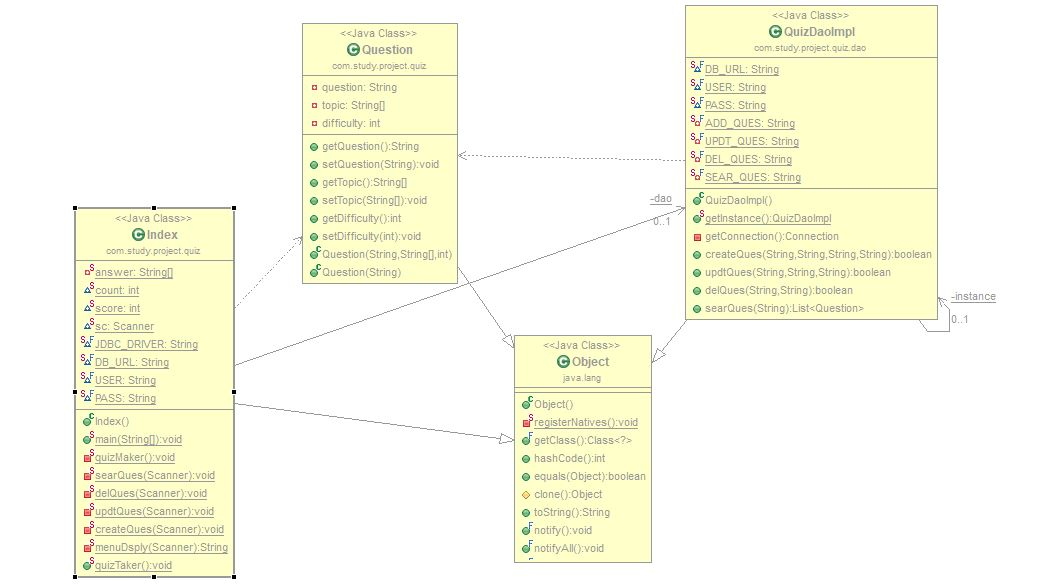 <<Java Class>>
Question
com.study.project.quiz
question: String
topic: String[]
difficulty: int
getQuestion():String
setQuestion(String):void
getTopic():String[]
setTopic(String[]):void
getDifficulty():int
setDifficulty(int):void
Question(String,String[],int)
Question(String)
<<Java Class>>
QuizDaoImpl
com.study.project.quiz.dao
DB_URL: String
USER: String
PASS: String
ADD_QUES: String
UPDT_QUES: String
DEL_QUES: String
SEAR_QUES: String
QuizDaoImpl()
getInstance():QuizDaoImpl
getConnection():Connection
createQues(String,String,String,String):boolean
updtQues(String,String,String):boolean
delQues(String,String):boolean
searQues(String):List<Question>
-dao
0..1
-instance
0..1
<<Java Class>>
Index
com.study.project.quiz
answer: String[]
count: int
score: int
sc: Scanner
JDBC_DRIVER: String
DB_URL: String
USER: String
PASS: String
Index()
main(String[]):void
quizMaker():void
searQues(Scanner):void
delQues(Scanner):void
updtQues(Scanner):void
createQues(Scanner):void
menuDsply(Scanner):String
quizTaker():void
<<Java Class>>
Object
java.lang
Object()
registerNatives():void
getClass():Class<?>
hashCode():int
equals(Object):boolean
clone():Object
toString():String
notify():void
notifyAll():void